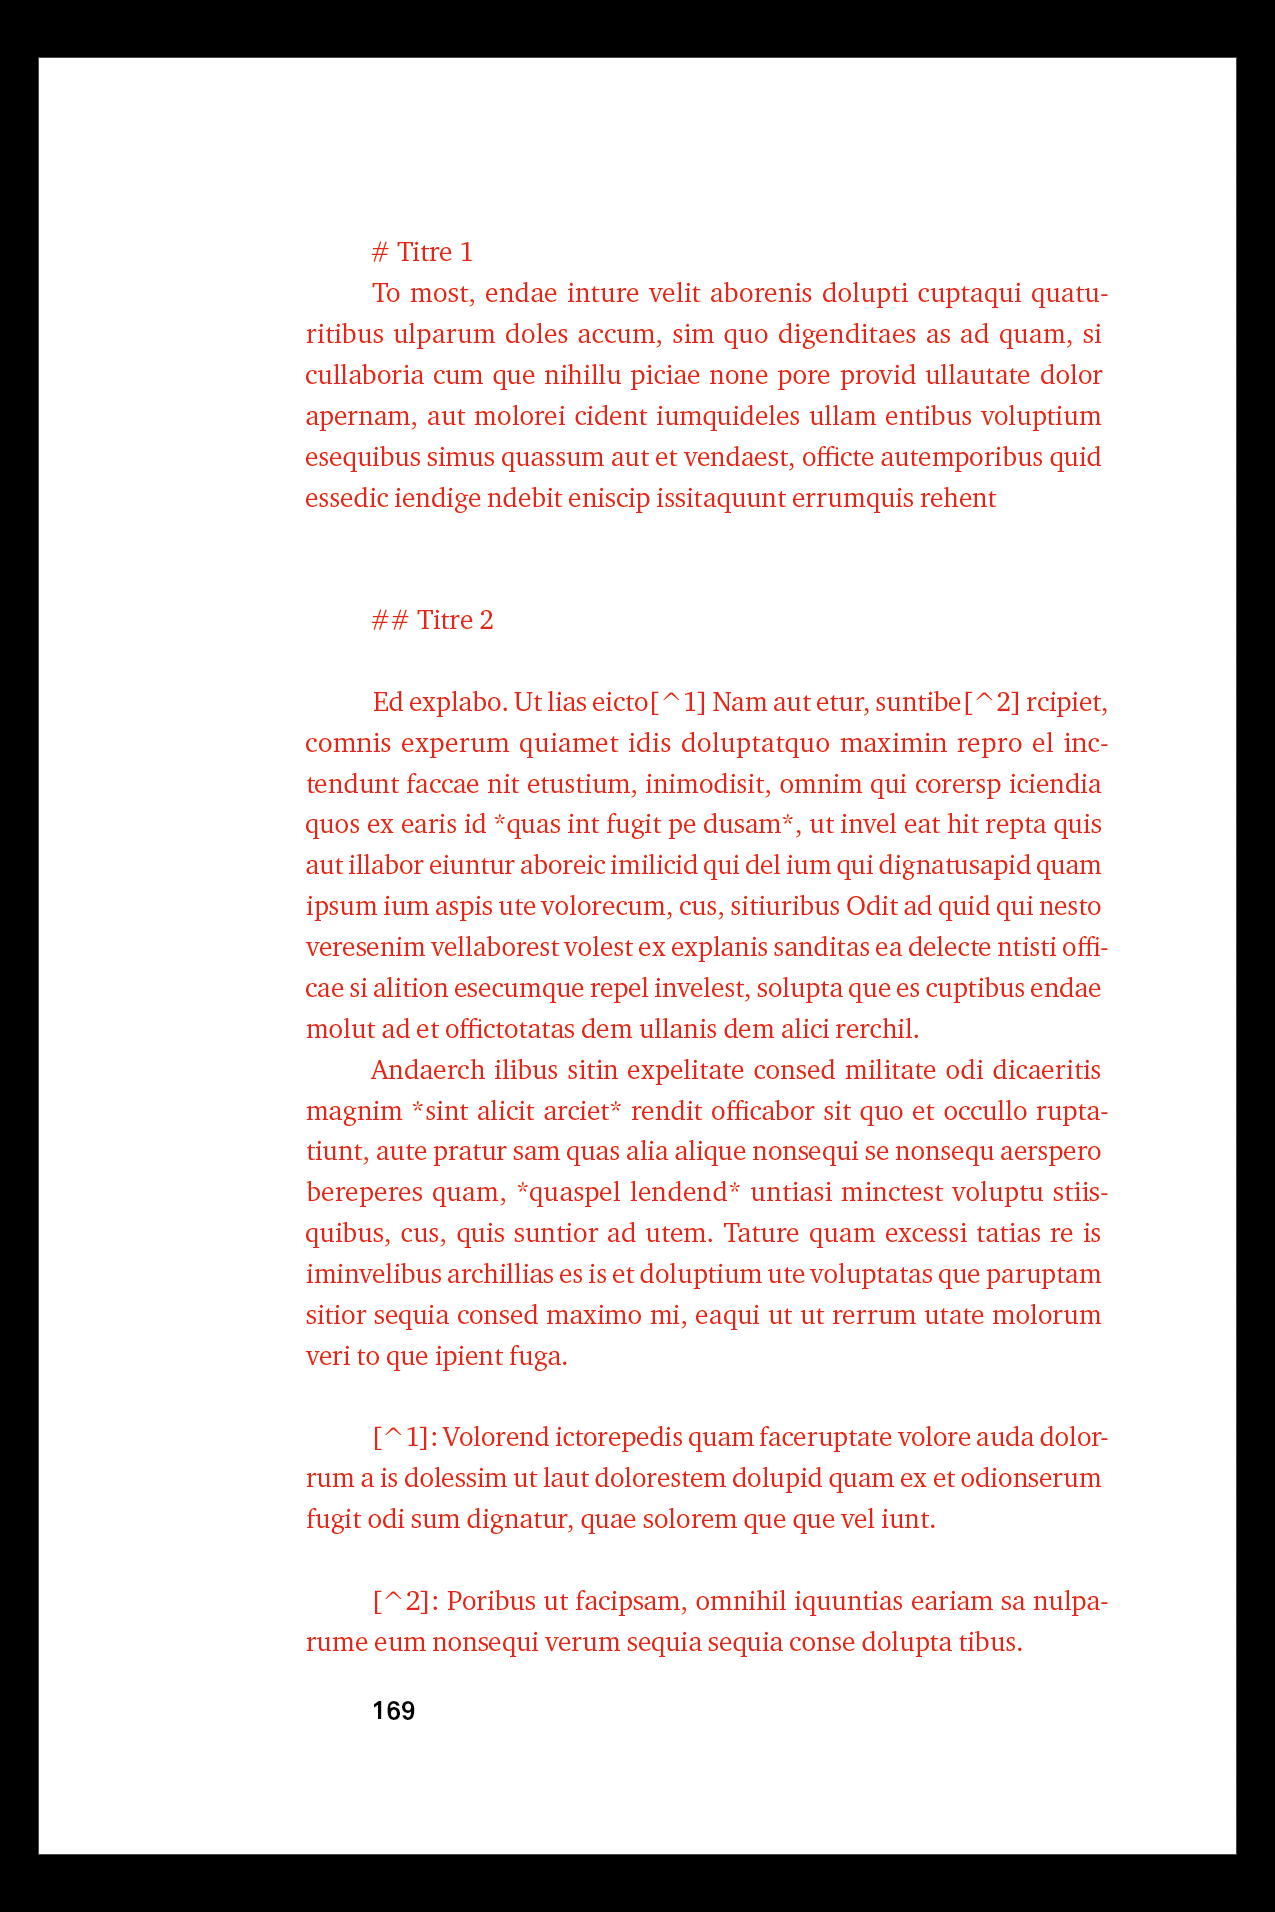 # Titre 1
To most, endae inture velit aborenis dolupti cuptaqui quatu-
ritibus ulparum doles accum, sim quo digenditaes as ad quam, si
cullaboria cum que nihillu piciae none pore provid ullautate dolor
apernam, aut molorei cident iumquideles ullam entibus voluptium
esequibus simus quassum aut et vendaest, officte autemporibus quid
essedic iendige ndebit eniscip issitaquunt errumquis rehent
## Titre 2
Ed explabo. Ut lias eicto[^1] Nam aut etur, suntibe[^2] rcipiet,
comnis experum quiamet idis doluptatquo maximin repro el inc-
tendunt faccae nit etustium, inimodisit, omnim qui corersp iciendia
quos ex earis id *quas int fugit pe dusam*, ut invel eat hit repta quis
aut illabor eiuntur aboreic imilicid qui del ium qui dignatusapid quam
ipsum ium aspis ute volorecum, cus, sitiuribus Odit ad quid qui nesto
veresenim vellaborest volest ex explanis sanditas ea delecte ntisti offi-
cae si alition esecumque repel invelest, solupta que es cuptibus endae
molut ad et offictotatas dem ullanis dem alici rerchil.
Andaerch ilibus sitin expelitate consed militate odi dicaeritis
magnim *sint alicit arciet* rendit officabor sit quo et occullo rupta-
tiunt, aute pratur sam quas alia alique nonsequi se nonsequ aerspero
bereperes quam, *quaspel lendend* untiasi minctest voluptu stiis-
quibus, cus, quis suntior ad utem. Tature quam excessi tatias re is
iminvelibus archillias es is et doluptium ute voluptatas que paruptam
sitior sequia consed maximo mi, eaqui ut ut rerrum utate molorum
veri to que ipient fuga.
[^1]: Volorend ictorepedis quam faceruptate volore auda dolor-
rum a is dolessim ut laut dolorestem dolupid quam ex et odionserum
fugit odi sum dignatur, quae solorem que que vel iunt.
[^2]: Poribus ut facipsam, omnihil iquuntias eariam sa nulpa-
rume eum nonsequi verum sequia sequia conse dolupta tibus.
169